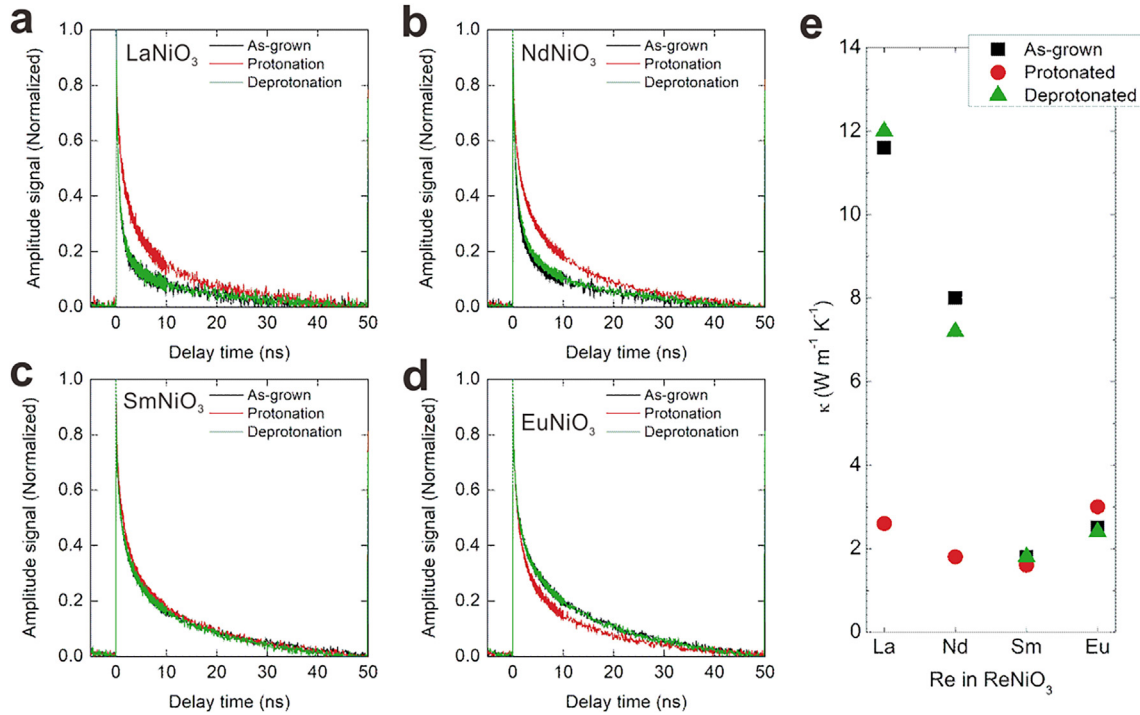 a
LaNiO3
As-grown
Protonation
Deprotonation
Amplitude signal (Normalized)
1.0
0.8
0.6
0.4
0.2
0.0
0 10 20 30 40 50
Delay time (ns)
b
NdNiO3
As-grown
Protonation
Deprotonation
Amplitude signal (Normalized)
1.0
0.8
0.6
0.4
0.2
0.0
0 10 20 30 40 50
Delay time (ns)
c
SmNiO3
As-grown
Protonation
Deprotonation
Amplitude signal (Normalized)
1.0
0.8
0.6
0.4
0.2
0.0
0 10 20 30 40 50
Delay time (ns)
d
EuNiO3
As-grown
Protonation
Deprotonation
Amplitude signal (Normalized)
1.0
0.8
0.6
0.4
0.2
0.0
0 10 20 30 40 50
Delay time (ns)
e
As-grown
Protonated
Deprotonated
κ (W m⁻¹ K⁻¹)
14
12
10
8
6
4
2
0
La Nd Sm Eu
Re in ReNiO3